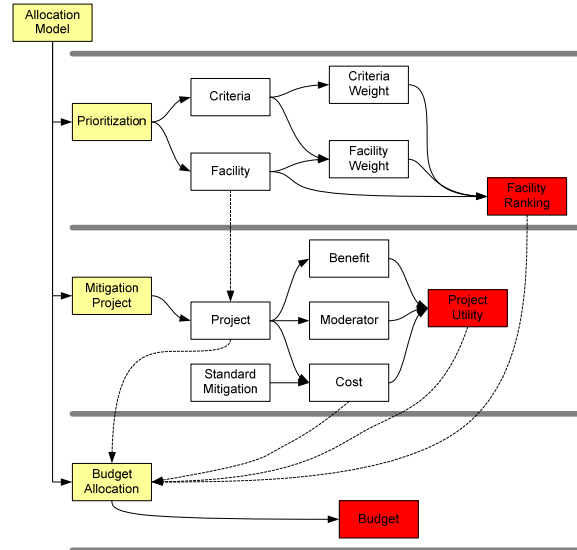 Allocation
Model
Criteria
Weight
Criteria
Prioritization
Facility
Weight
Facility
Facility
Ranking
Benefit
Mitigation
Project
Project
Moderator
Project
Utility
Standard
Mitigation
Cost
Budget
Allocation
Budget